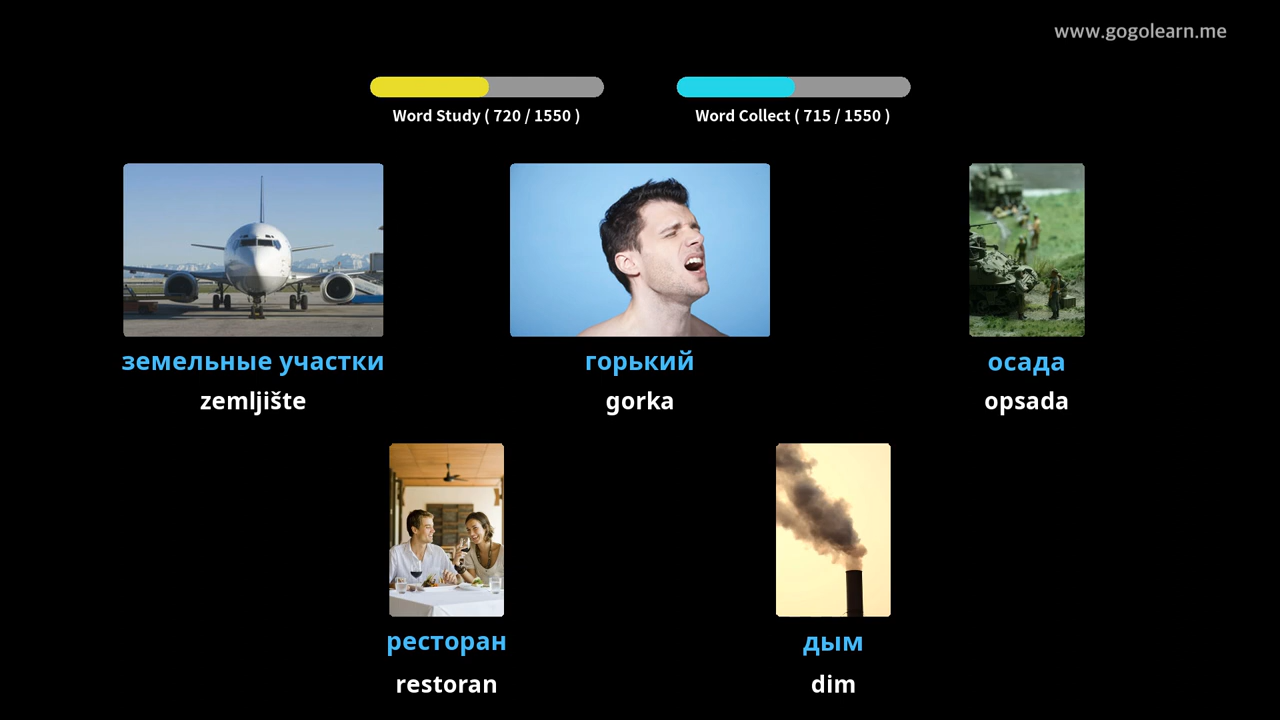 www.gogolearn.me
Word Study ( 720 / 1550 )
Word Collect ( 715 / 1550 )
земельные участки
горький
осада
zemljište
gorka
opsada
ресторан
дым
restoran
dim